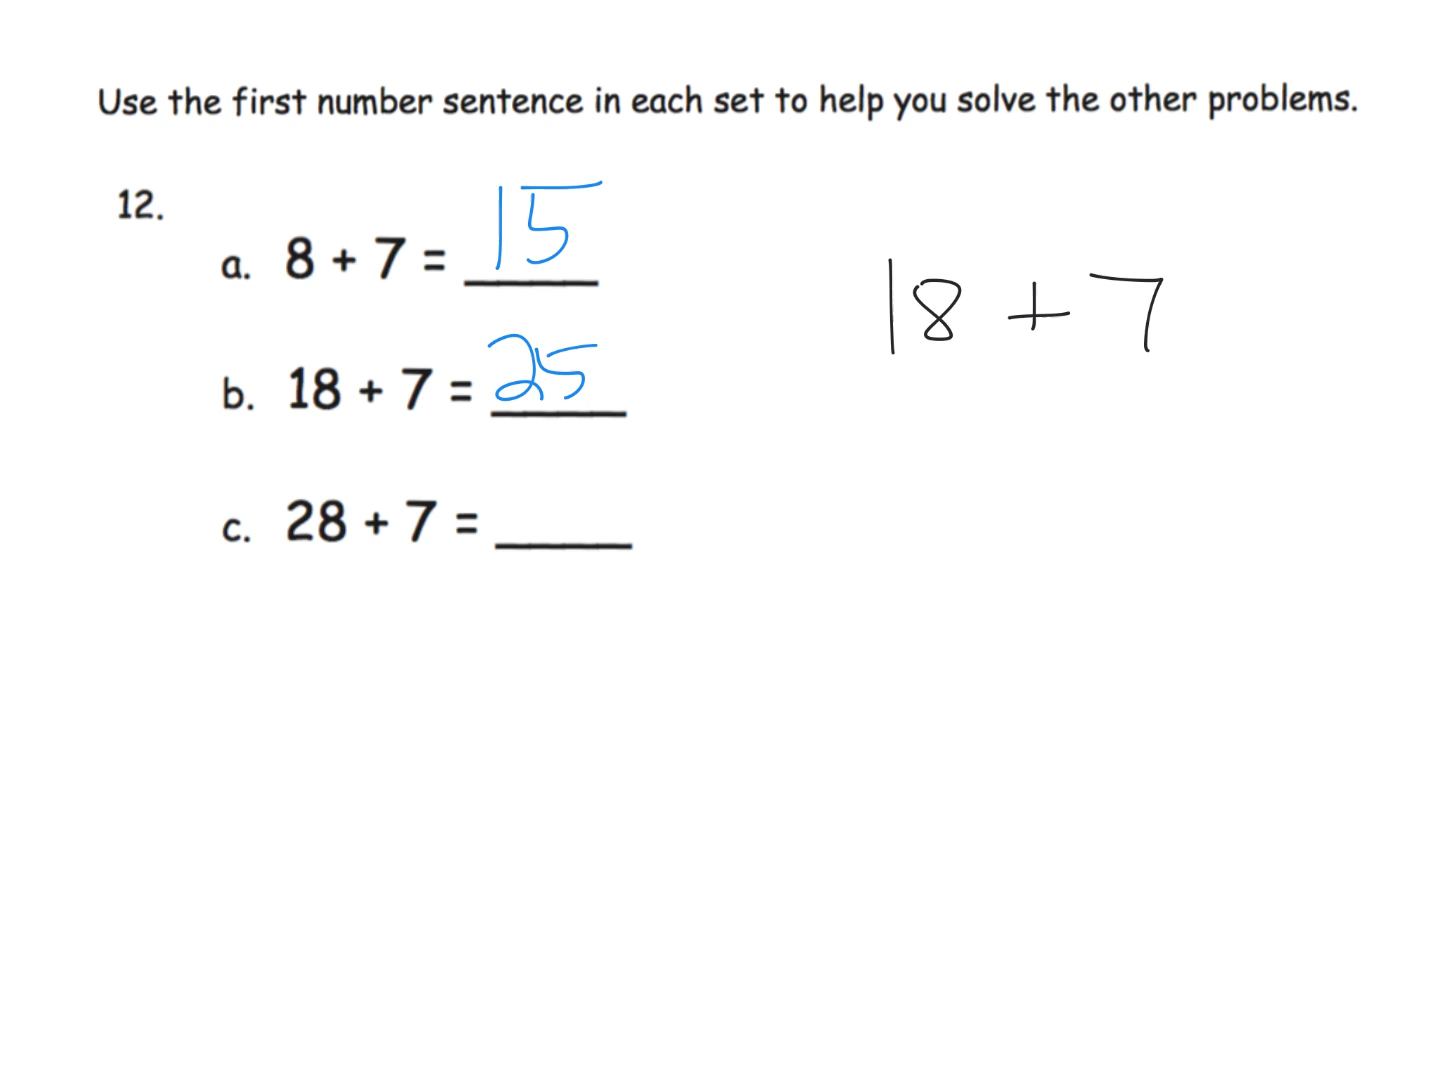 Use the first number sentence in each set to help you solve the other problems.
12.
a. 8 + 7 = 15
18 + 7
b. 18 + 7 = 25
c. 28 + 7 = ____